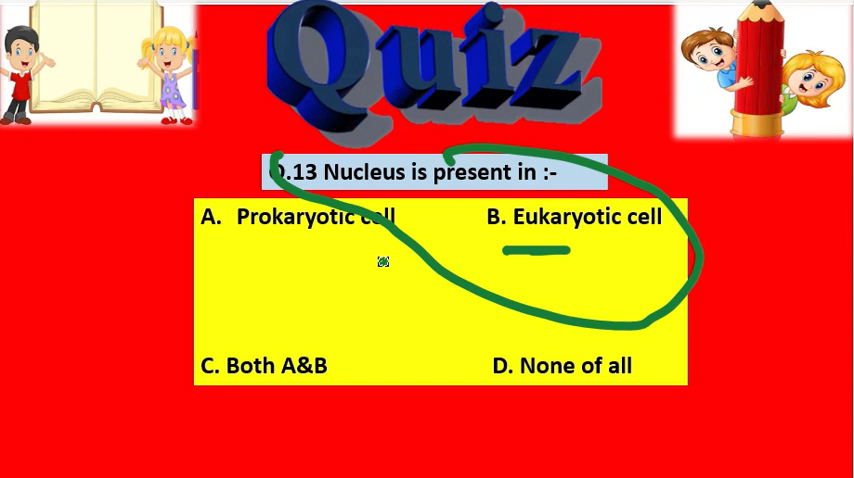 Quiz
Q.13 Nucleus is present in :-
A. Prokaryotic cell
B. Eukaryotic cell
C. Both A&B
D. None of all